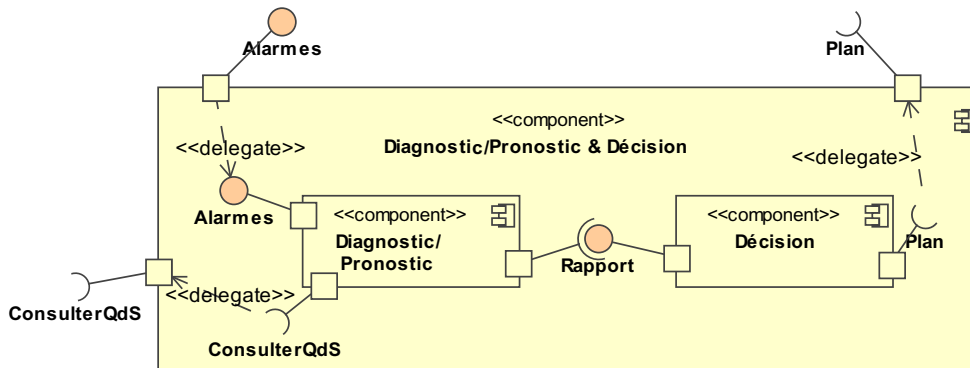 Alarmes
Plan
<<component>>
Diagnostic/Pronostic & Décision
<<delegate>>
<<delegate>>
Alarmes
<<component>>
Diagnostic/
Pronostic
Rapport
<<component>>
Décision
Plan
<<delegate>>
ConsulterQdS
ConsulterQdS